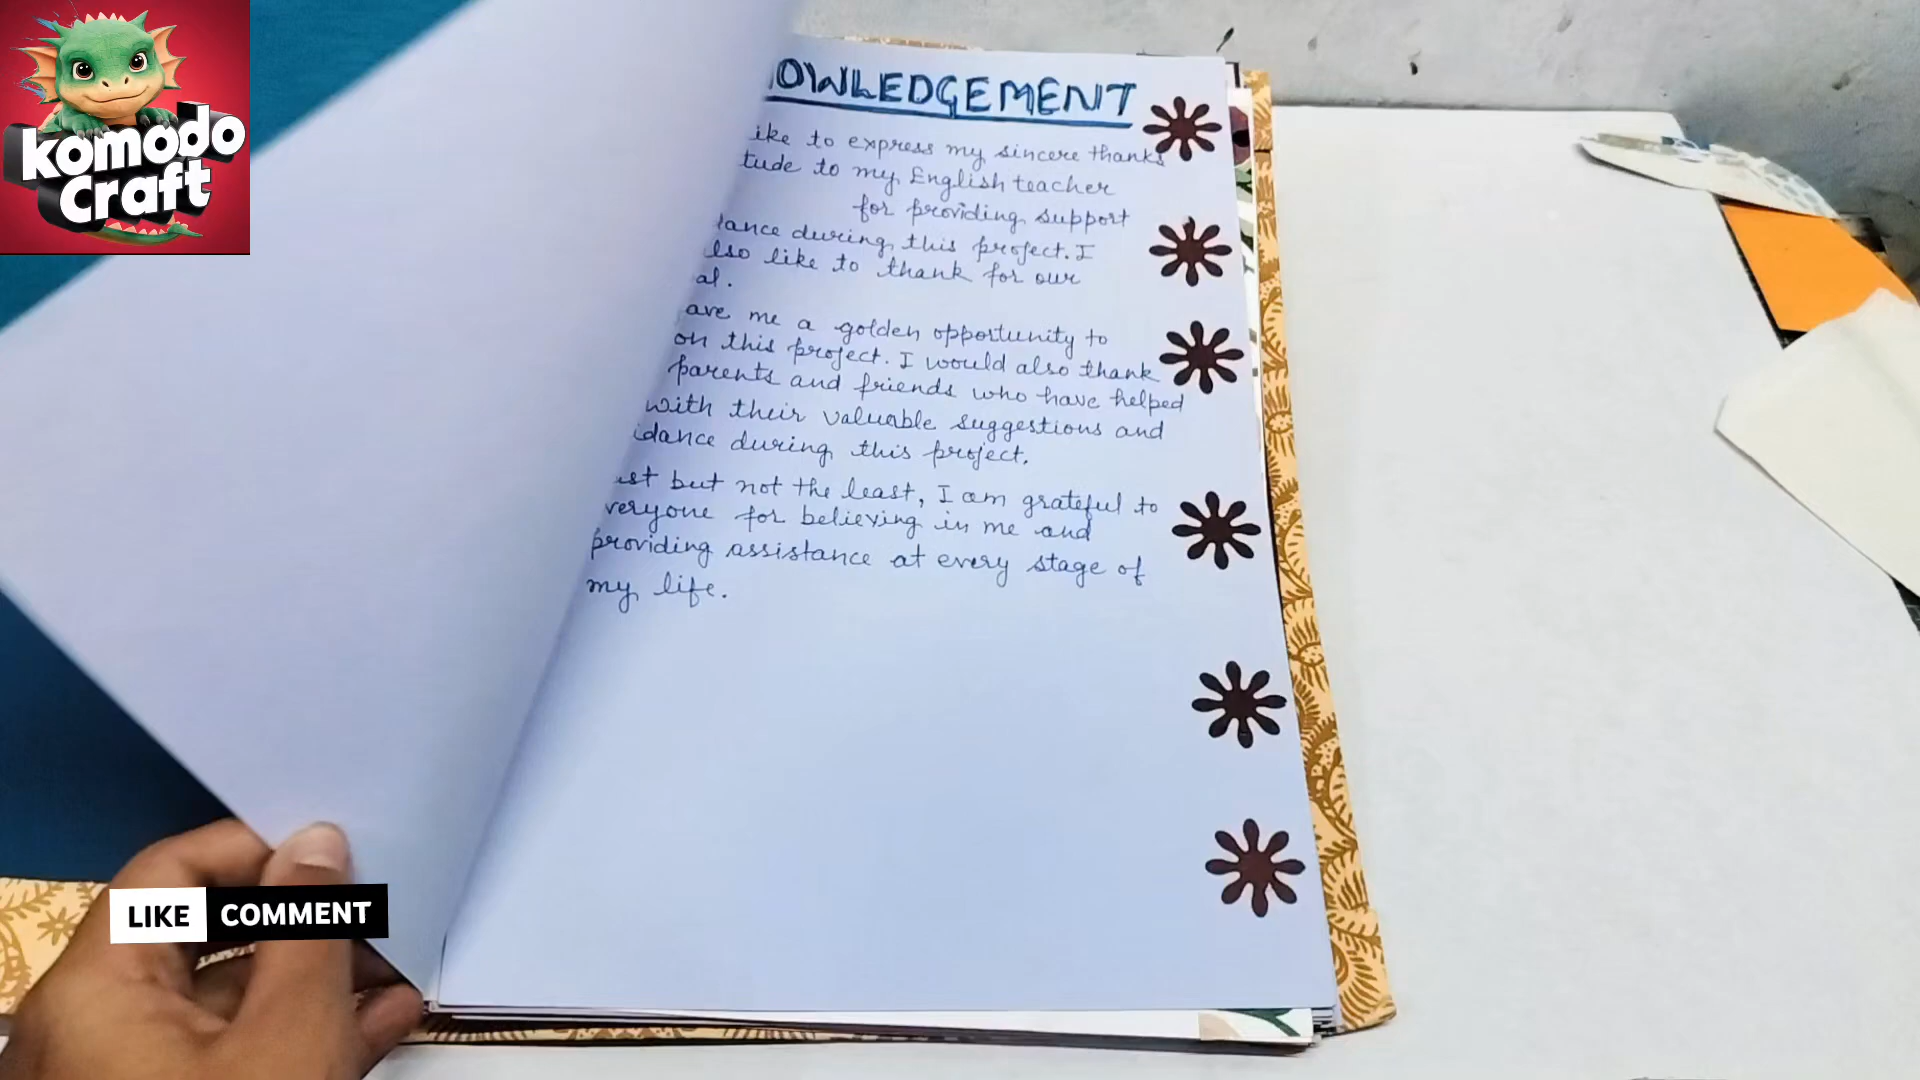 komodo
Craft
OWLEDGEMENT
ike to express my sincere thanks
tude to my English teacher
for providing support
dance during this project. I
lso like to thank for our
al.
ave me a golden opportunity to
on this project. I would also thank
parents and friends who have helped
with their valuable suggestions and
idance during this project.
ast but not the least, I am grateful to
veryone for believing in me and
providing assistance at every stage of
my life.
LIKE COMMENT